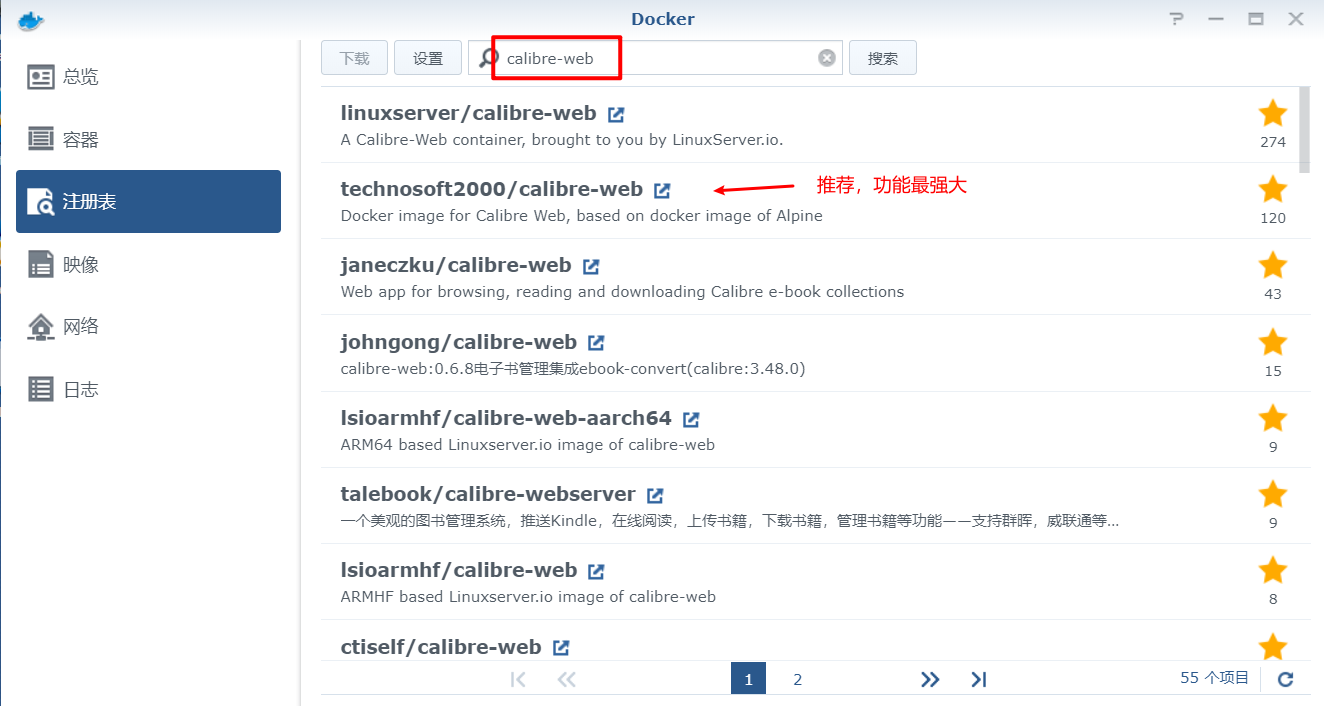 Docker
总览
容器
注册表
映像
网络
日志
下载 设置 calibre-web 搜索
linuxserver/calibre-web
A Calibre-Web container, brought to you by LinuxServer.io.
274
technosoft2000/calibre-web
推荐，功能最强大
Docker image for Calibre Web, based on docker image of Alpine
120
janeczku/calibre-web
Web app for browsing, reading and downloading Calibre e-book collections
43
johngong/calibre-web
calibre-web:0.6.8电子书管理集成ebook-convert(calibre:3.48.0)
15
lsioarmhf/calibre-web-aarch64
ARM64 based Linuxserver.io image of calibre-web
9
talebook/calibre-webserver
一个美观的图书管理系统，推送Kindle，在线阅读，上传书籍，下载书籍，管理书籍等功能——支持群晖，威联通等...
9
lsioarmhf/calibre-web
ARMHF based Linuxserver.io image of calibre-web
8
ctiself/calibre-web
1 2 55 个项目